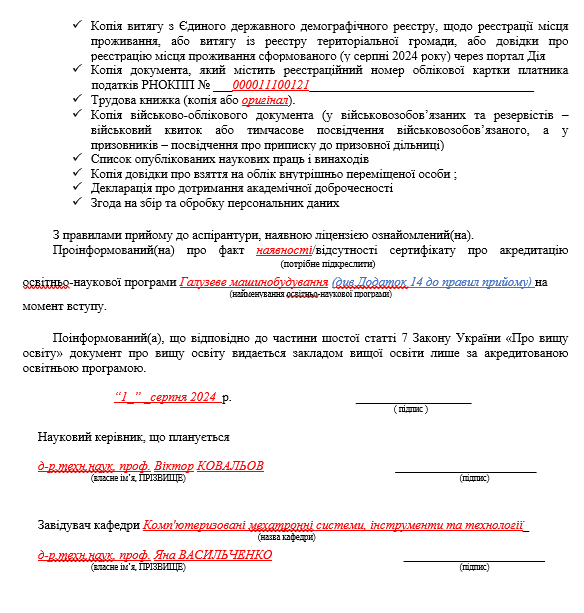 ✓ Копія витягу з Єдиного державного демографічного реєстру, щодо реєстрації місця
проживання, або витягу із реєстру територіальної громади, або довідки про
реєстрацію місця проживання сформованого (у серпні 2024 року) через портал Дія
✓ Копія документа, який містить реєстраційний номер облікової картки платника
податків РНОКПП № ___000011100121___
✓ Трудова книжка (копія або оригінал).
✓ Копія військово-облікового документа (у військовозобов’язаних та резервістів –
військовий квиток або тимчасове посвідчення військовозобов’язаного, а у
призовників – посвідчення про приписку до призовної дільниці)
✓ Список опублікованих наукових праць і винаходів
✓ Копія довідки про взяття на облік внутрішньо переміщеної особи ;
✓ Декларація про дотримання академічної доброчесності
✓ Згода на збір та обробку персональних даних
З правилами прийому до аспірантури, наявною ліцензією ознайомлений(на).
Проінформований(на) про факт наявності/відсутності сертифікату про акредитацію
(потрібне підкреслити)
освітньо-наукової програми Галузеве машинобудування (див.Додаток 14 до правил прийому) на
(найменування освітньо-наукової програми)
момент вступу.
Поінформований(а), що відповідно до частини шостої статті 7 Закону України «Про вищу
освіту» документ про вищу освіту видається закладом вищої освіти лише за акредитованою
освітньою програмою.
“1_” _серпня 2024_ р. ___________________
( підпис )
Науковий керівник, що планується
д-р.техн.наук, проф. Віктор КОВАЛЬОВ ___________________
(власне ім’я, ПРІЗВИЩЕ) (підпис)
Завідувач кафедри Комп'ютеризовані мехатронні системи, інструменти та технології_
(назва кафедри)
д-р.техн.наук, проф. Яна ВАСИЛЬЧЕНКО ___________________
(власне ім’я, ПРІЗВИЩЕ) (підпис)